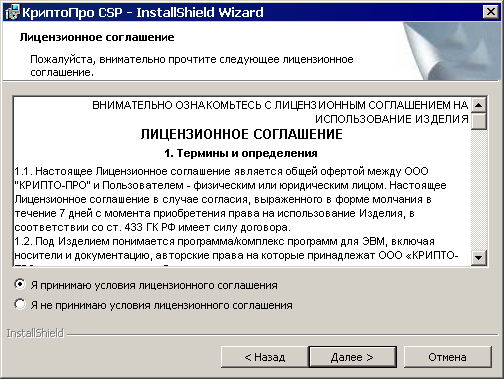 КриптоПро CSP - InstallShield Wizard
Лицензионное соглашение
Пожалуйста, внимательно прочтите следующее лицензионное
соглашение.
ВНИМАТЕЛЬНО ОЗНАКОМЬТЕСЬ С ЛИЦЕНЗИОННЫМ СОГЛАШЕНИЕМ НА
ИСПОЛЬЗОВАНИЕ ИЗДЕЛИЯ
ЛИЦЕНЗИОННОЕ СОГЛАШЕНИЕ
1. Термины и определения
1.1. Настоящее Лицензионное соглашение является общей офертой между ООО
"КРИПТО-ПРО" и Пользователем - физическим или юридическим лицом. Настоящее
Лицензионное соглашение в случае согласия, выраженного в форме молчания в
течение 7 дней с момента приобретения права на использование Изделия, в
соответствии со ст. 433 ГК РФ имеет силу договора.
1.2. Под Изделием понимается программа/комплекс программ для ЭВМ, включая
носители и документацию, авторские права на которые принадлежат ООО «КРИПТО-
Я принимаю условия лицензионного соглашения
Я не принимаю условия лицензионного соглашения
InstallShield
< Назад
Далее >
Отмена